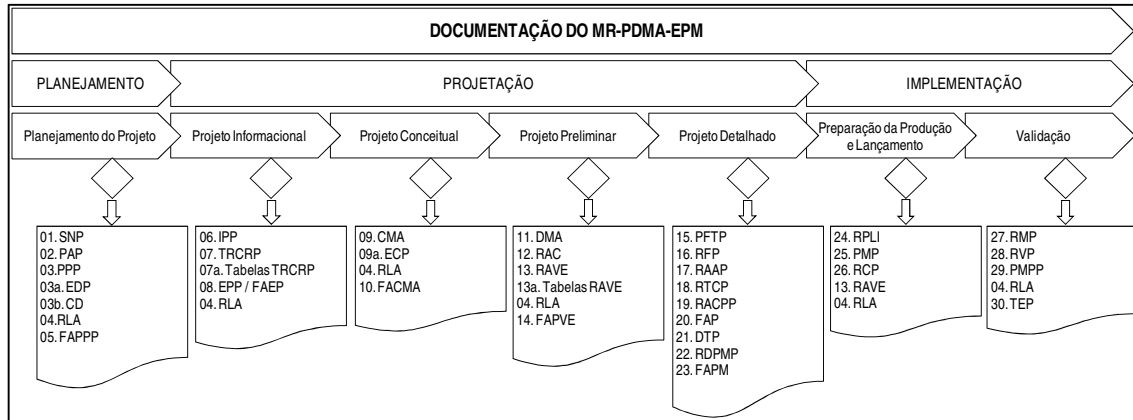 DOCUMENTAÇÃO DO MR-PDMA-EPM
PLANEJAMENTO
PROJETAÇÃO
IMPLEMENTAÇÃO
Planejamento do Projeto
Projeto Informacional
Projeto Conceitual
Projeto Preliminar
Projeto Detalhado
Preparação da Produção
e Lançamento
Validação
01. SNP
02. PAP
03. PPP
03a. EDP
03b. CD
04. RLA
05. FAPPP
06. IPP
07. TRCRP
07a. Tabelas TRCRP
08. EPP / FAEP
04. RLA
09. CMA
09a. ECP
04. RLA
10. FACMA
11. DMA
12. RAC
13. RAVE
13a. Tabelas RAVE
04. RLA
14. FAPVE
15. PFTP
16. RFP
17. RAAP
18. RTCP
19. RACPP
20. FAP
21. DTP
22. RDPMP
23. FAPM
24. RPLI
25. PMP
26. RCP
13. RAVE
04. RLA
27. RMP
28. RVP
29. PMPP
04. RLA
30. TEP